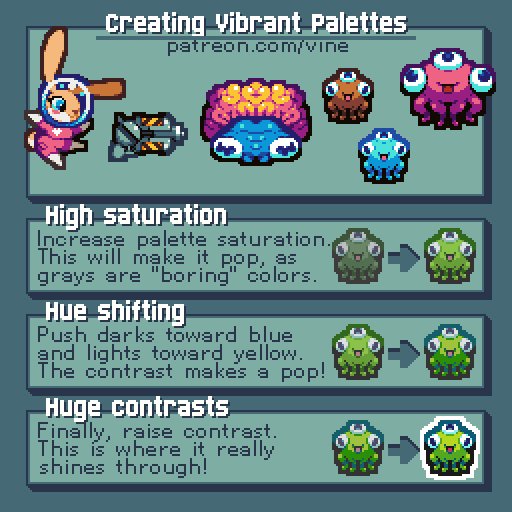 Creating Vibrant Palettes
patreon.com/vine
High saturation
Increase palette saturation.
This will make it pop, as
grays are "boring" colors.
Hue shifting
Push darks toward blue
and lights toward yellow.
The contrast makes a pop!
Huge contrasts
Finally, raise contrast.
This is where it really
shines through!